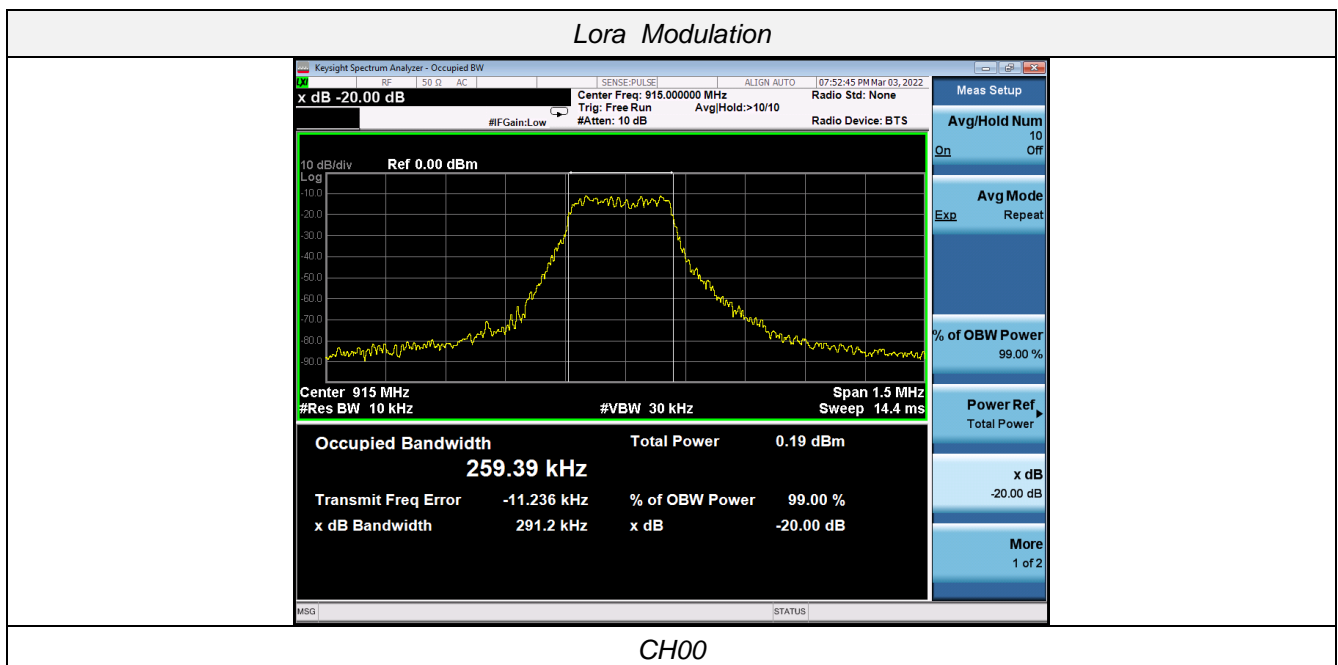 Lora Modulation
Keysight Spectrum Analyzer - Occupied BW
LXI RF 50 Ω AC SENSE:PULSE ALIGN AUTO 07:52:45 PM Mar 03, 2022
x dB -20.00 dB
Center Freq: 915.000000 MHz Radio Std: None
Trig: Free Run Avg|Hold:>10/10
#IFGain:Low #Atten: 10 dB Radio Device: BTS
10 dB/div Ref 0.00 dBm
Log
-10.0
-20.0
-30.0
-40.0
-50.0
-60.0
-70.0
-80.0
-90.0
Center 915 MHz Span 1.5 MHz
#Res BW 10 kHz #VBW 30 kHz Sweep 14.4 ms
Occupied Bandwidth Total Power 0.19 dBm
259.39 kHz
Transmit Freq Error -11.236 kHz % of OBW Power 99.00 %
x dB Bandwidth 291.2 kHz x dB -20.00 dB
MSG STATUS
Meas Setup
Avg/Hold Num
10
On Off
Avg Mode
Exp Repeat
% of OBW Power
99.00 %
Power Ref
Total Power
x dB
-20.00 dB
More
1 of 2
CH00